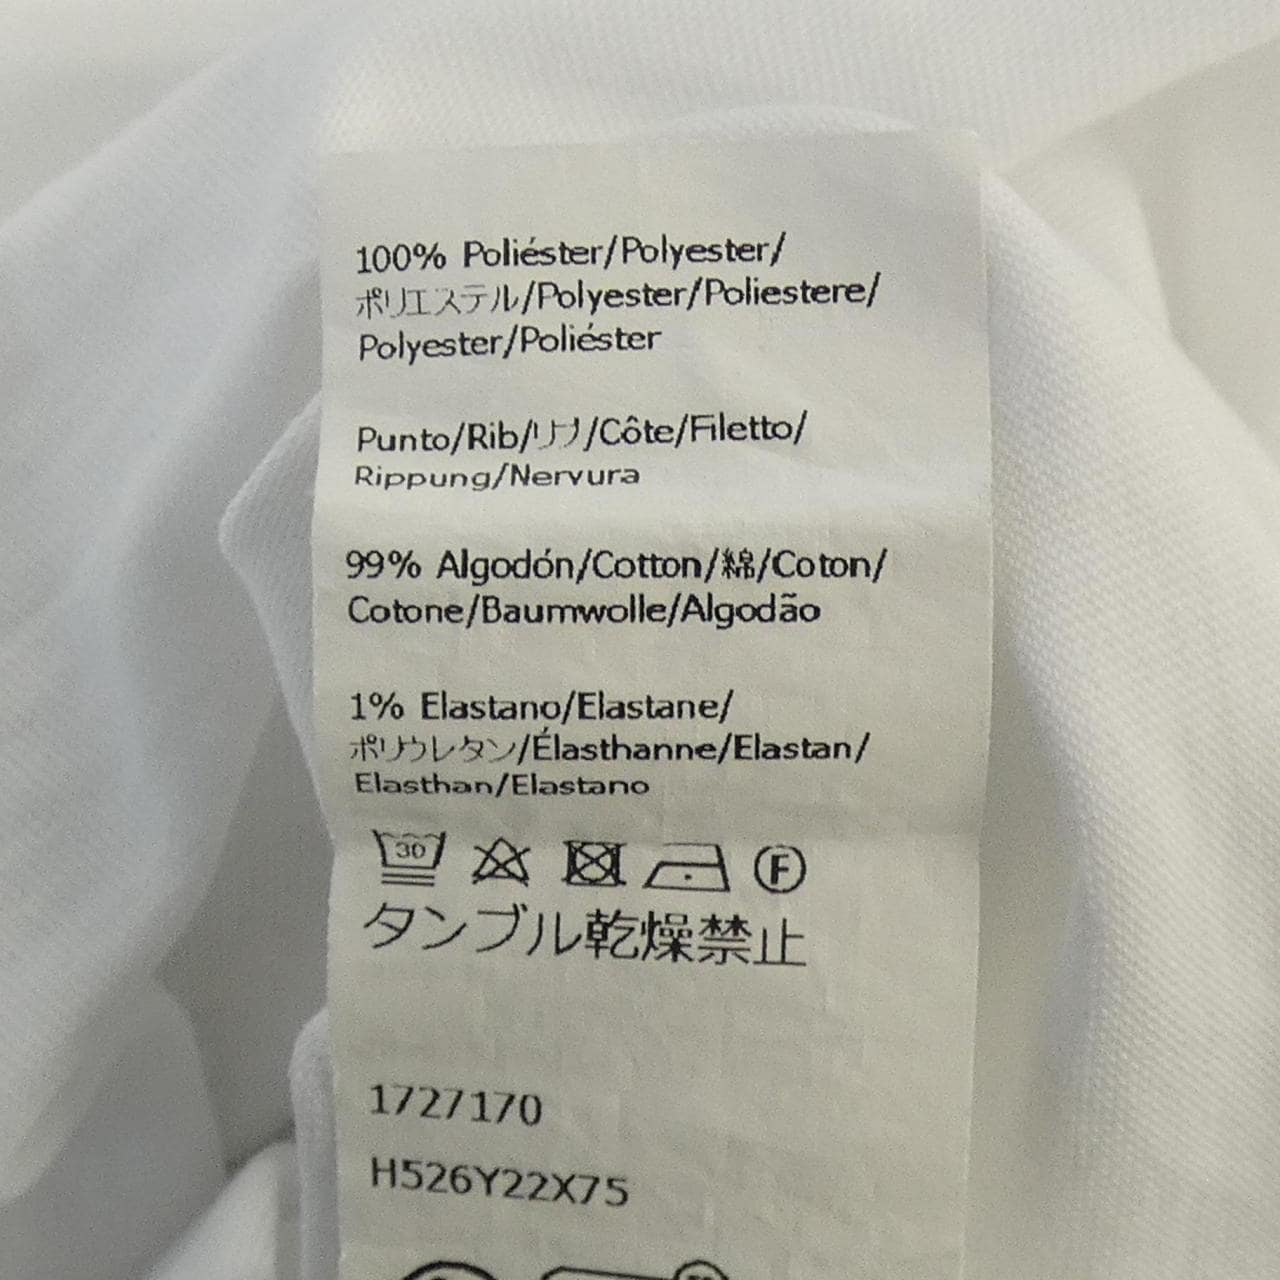 100% Poliéster/Polyester/
ポリエステル/Polyester/Poliestere/
Polyester/Poliéster
Punto/Rib/リブ/Côte/Filetto/
Rippung/Nervura
99% Algodón/Cotton/綿/Coton/
Cotone/Baumwolle/Algodão
1% Elastano/Elastane/
ポリウレタン/Élasthanne/Elastan/
Elasthan/Elastano
30 F
タンブル乾燥禁止
1727170
H526Y22X75